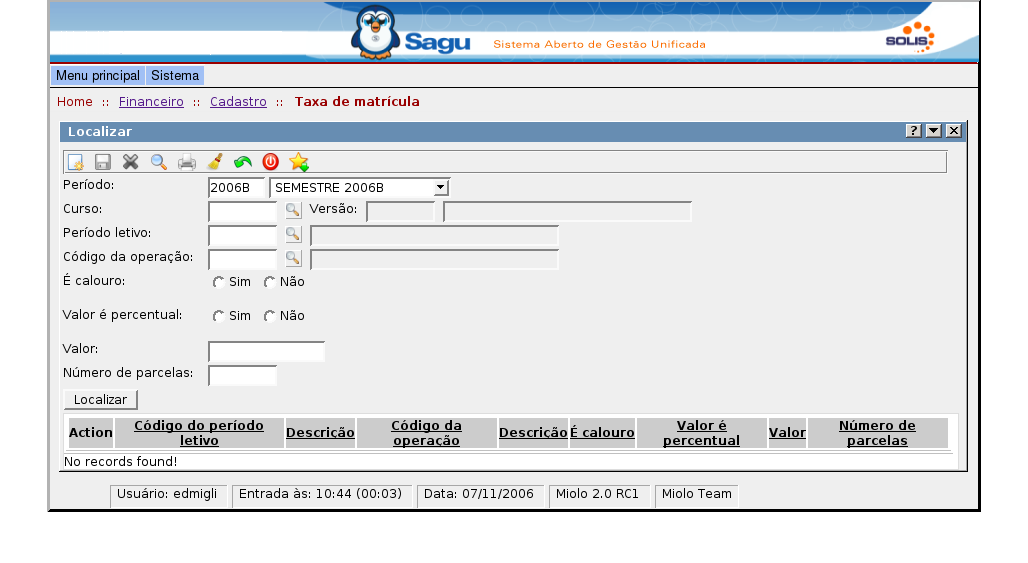 Sagu Sistema Aberto de Gestão Unificada SOLIS
Menu principal Sistema
Home :: Financeiro :: Cadastro :: Taxa de matrícula
Localizar ?
Período: 2006B SEMESTRE 2006B
Curso: Versão:
Período letivo:
Código da operação:
É calouro: Sim Não
Valor é percentual: Sim Não
Valor:
Número de parcelas:
Localizar
Action Código do período letivo Descrição Código da operação Descrição É calouro Valor é percentual Valor Número de parcelas
No records found!
Usuário: edmigli Entrada às: 10:44 (00:03) Data: 07/11/2006 Miolo 2.0 RC1 Miolo Team